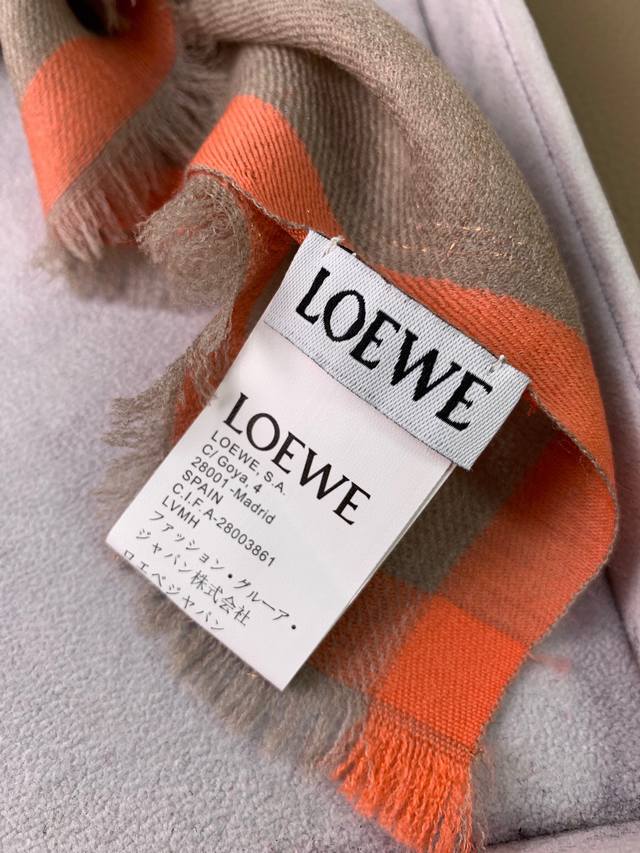 LOEWE
LOEWE
LOEWE, S.A.
C/Goya, 4
28001 -Madrid
SPAIN
C.I.F. A-28003861
LVMH
ファッション・グループ・
ジャパン株式会社
ロエベジャパン